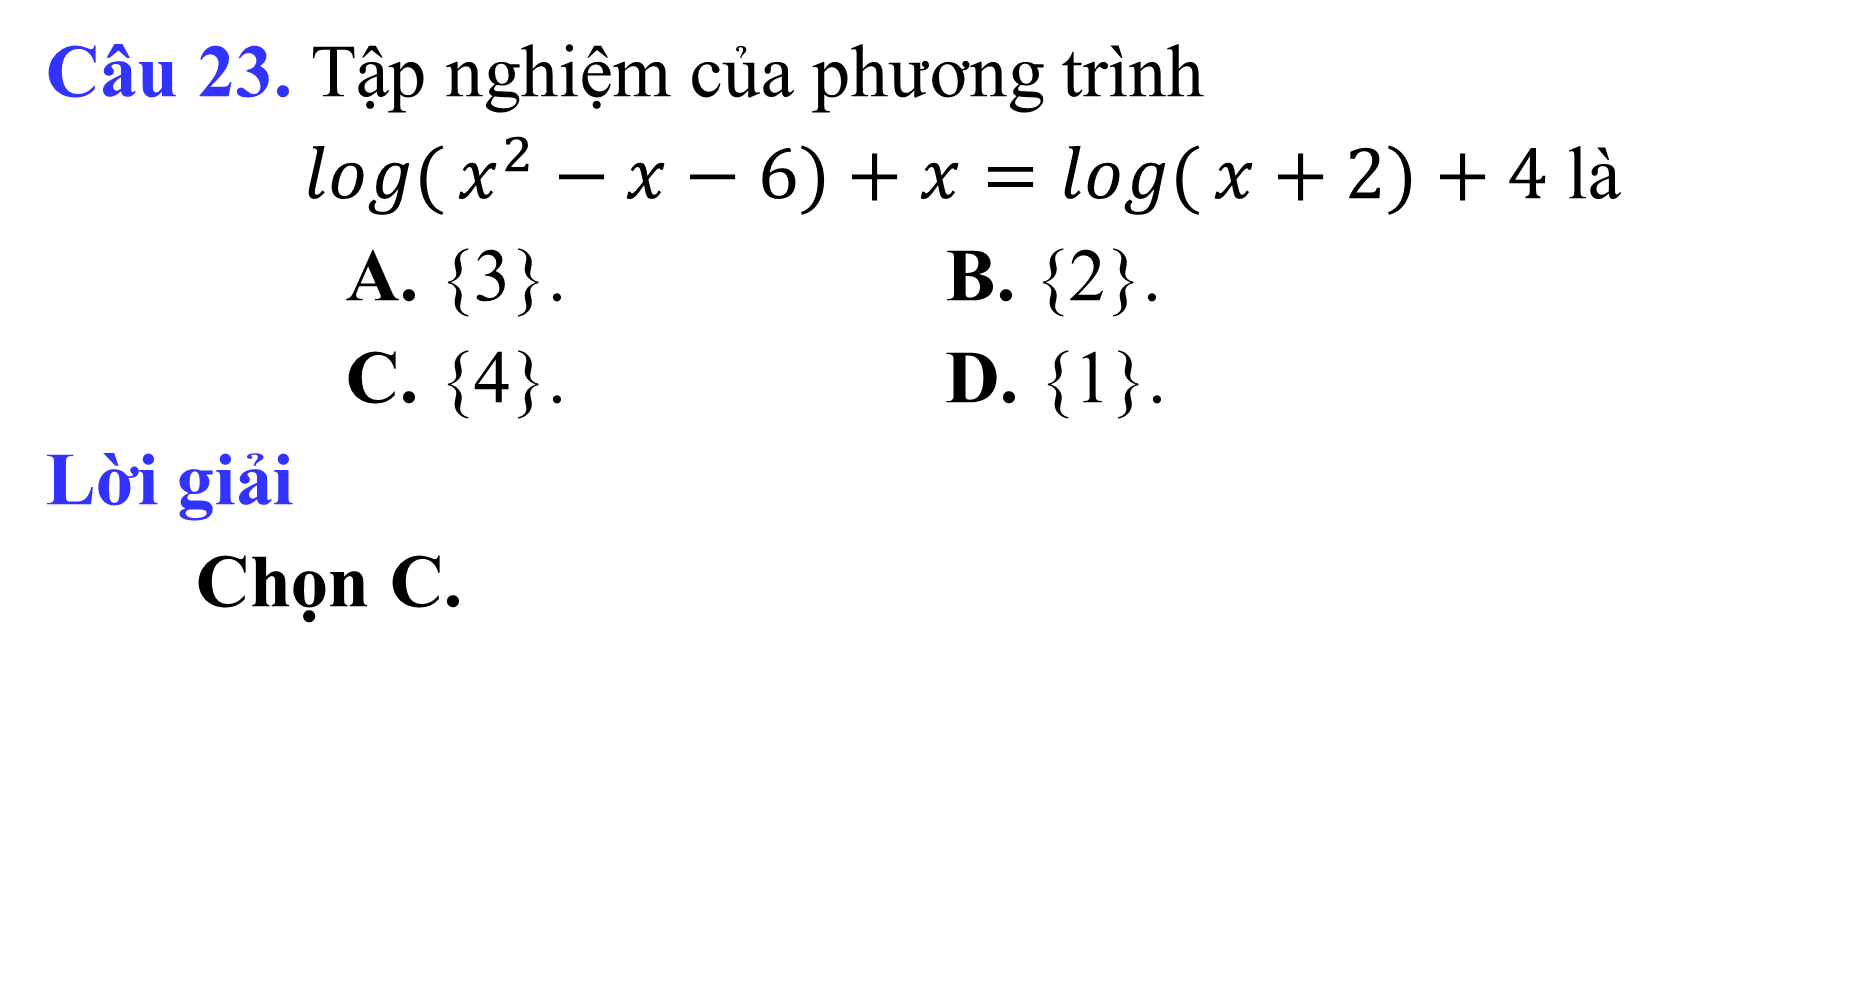 Câu 23. Tập nghiệm của phương trình
log( x² − x − 6) + x = log( x + 2) + 4 là
A. {3}. B. {2}.
C. {4}. D. {1}.
Lời giải
Chọn C.